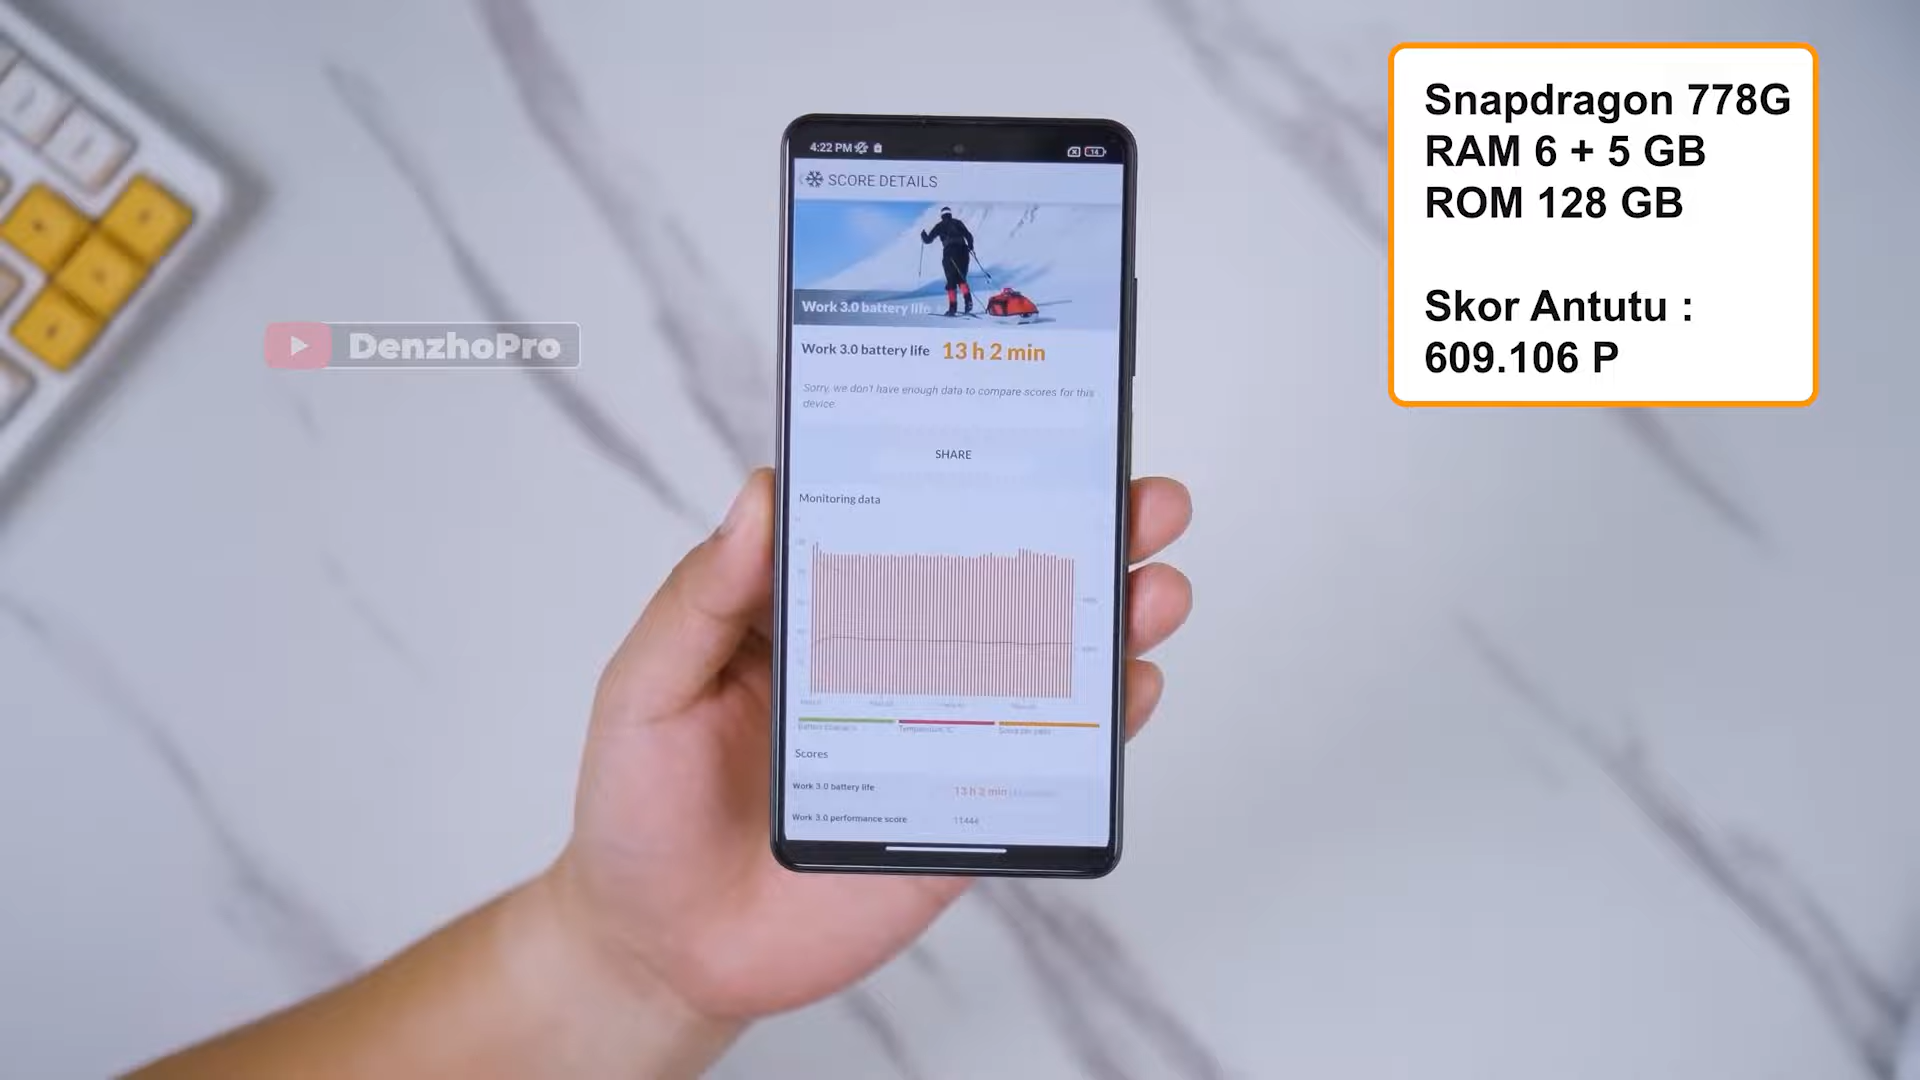 Snapdragon 778G
RAM 6 + 5 GB
ROM 128 GB
Skor Antutu :
609.106 P
DenzhoPro
4:22 PM
14
SCORE DETAILS
Work 3.0 battery life
Work 3.0 battery life 13 h 2 min
Sorry, we don't have enough data to compare scores for this
device.
SHARE
Monitoring data
Scores
Work 3.0 battery life 13 h 2 min
Work 3.0 performance score